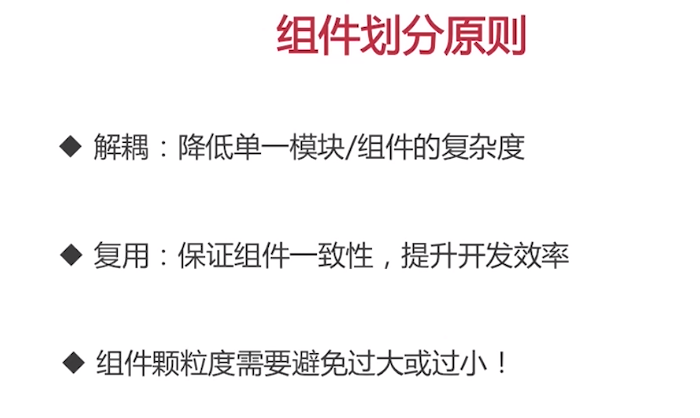 组件划分原则
◆ 解耦：降低单一模块/组件的复杂度
◆ 复用：保证组件一致性，提升开发效率
◆ 组件颗粒度需要避免过大或过小！